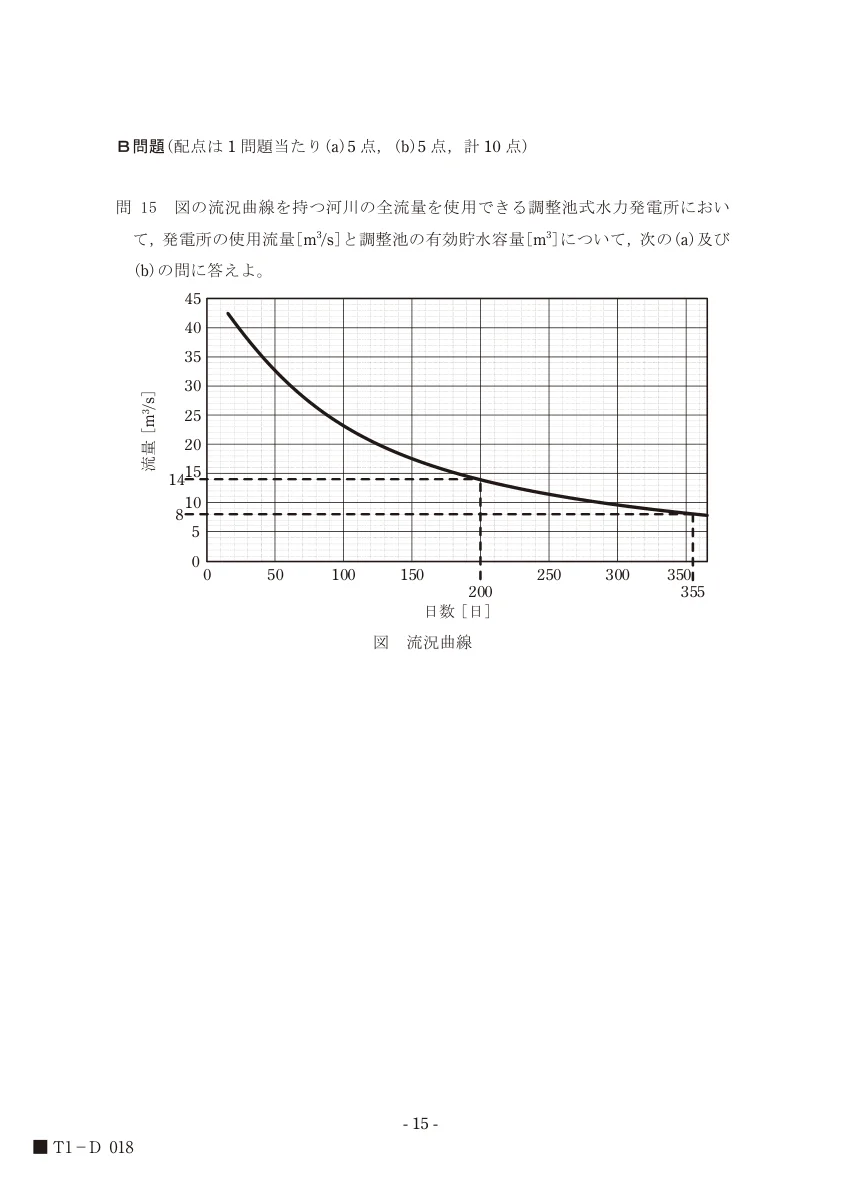 B問題(配点は1問題当たり(a)5点，(b)5点，計10点)
問 15　図の流況曲線を持つ河川の全流量を使用できる調整池式水力発電所におい
て，発電所の使用流量[m³/s]と調整池の有効貯水容量[m³]について，次の(a)及び
(b)の問に答えよ。
45
40
35
30
25
20
15
14
10
8
5
0
流量［m³/s］
0 50 100 150 250 300 350
200 355
日数［日］
図　流況曲線
- 15 -
■ T1－D 018